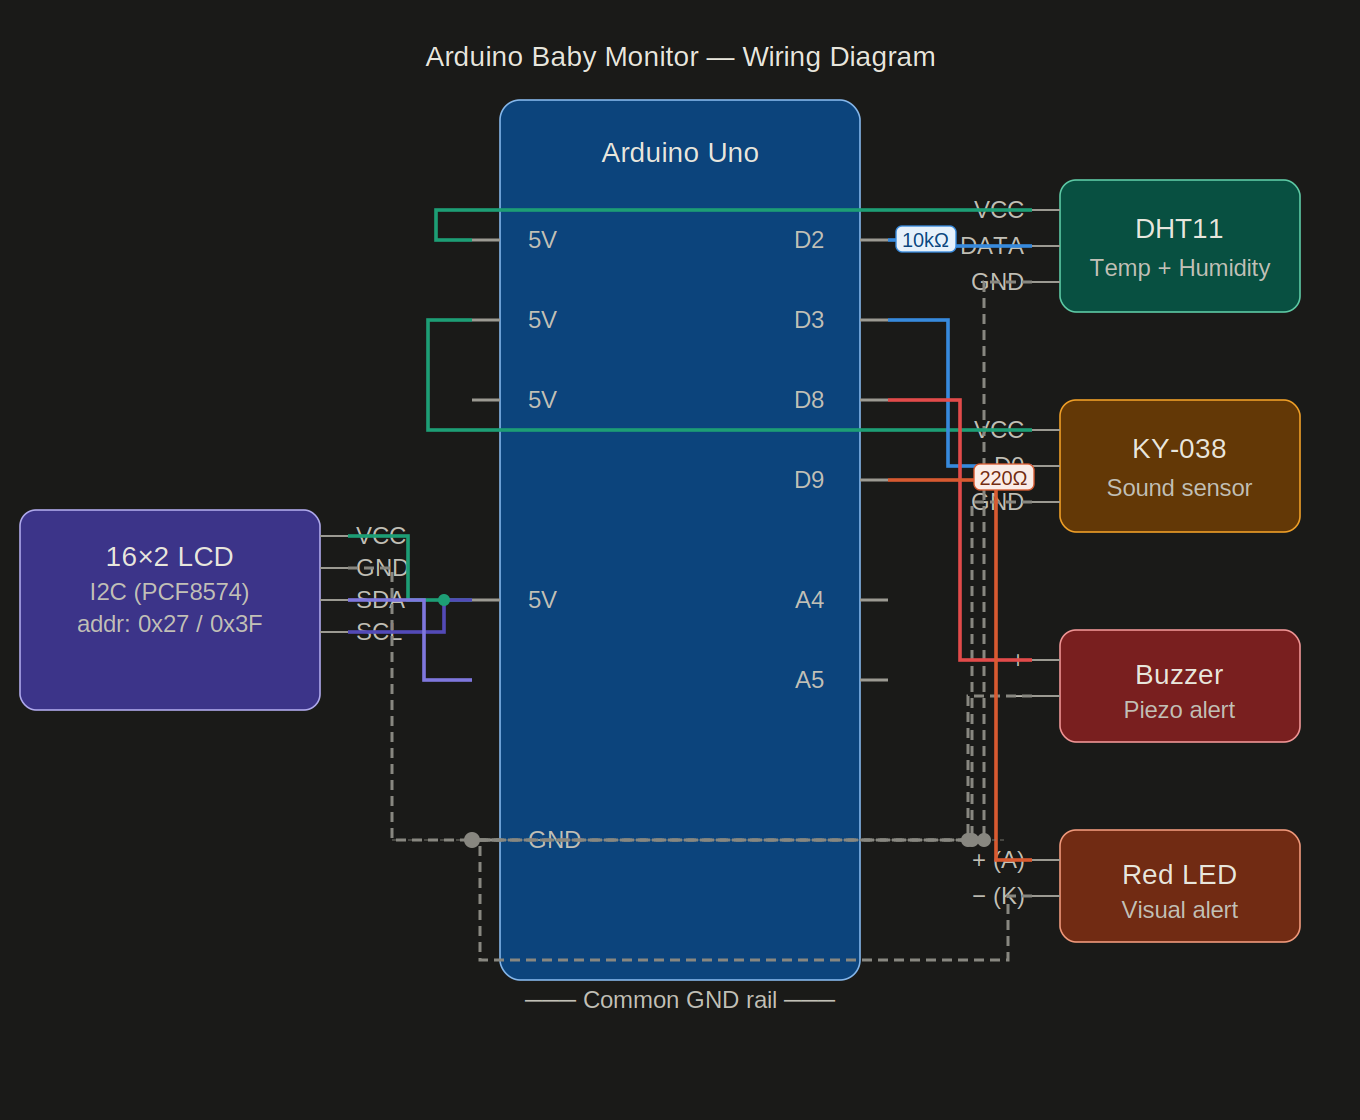 Arduino Baby Monitor — Wiring Diagram
Arduino Uno
5V
5V
5V
5V
GND
D2
D3
D8
D9
A4
A5
10kΩ
220Ω
VCC
DATA
GND
DHT11
Temp + Humidity
VCC
D0
GND
KY-038
Sound sensor
+
Buzzer
Piezo alert
+ (A)
− (K)
Red LED
Visual alert
16×2 LCD
I2C (PCF8574)
addr: 0x27 / 0x3F
VCC
GND
SDA
SCL
─── Common GND rail ───